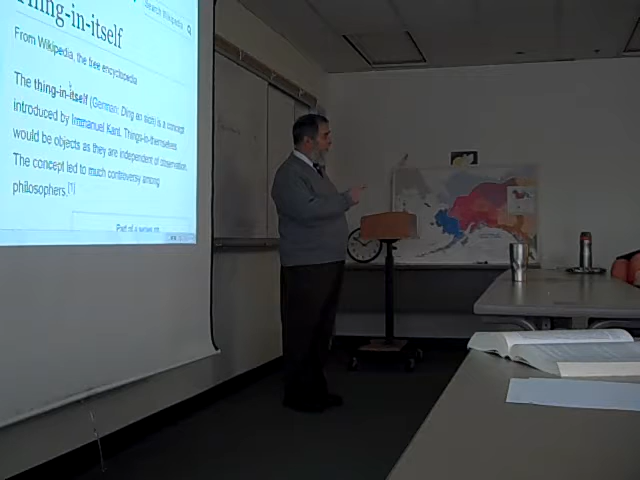 Thing-in-itself
Search Wikipedia
From Wikipedia, the free encyclopedia
The thing-in-itself (German: Ding an sich) is a concept
introduced by Immanuel Kant. Things-in-themselves
would be objects as they are independent of observation.
The concept led to much controversy among
philosophers.[1]
Part of a series on